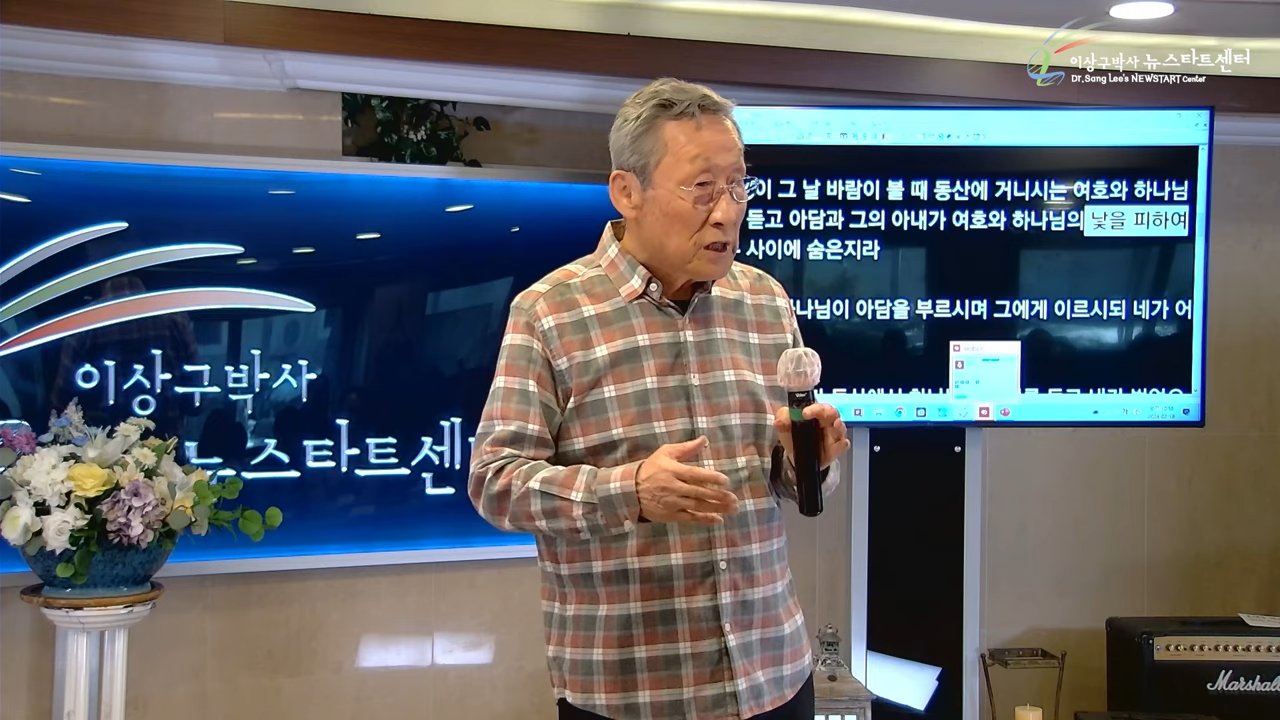 이상구박사 뉴스타트센터
Dr. Sang Lee's NEWSTART Center
이 그 날 바람이 불 때 동산에 거니시는 여호와 하나님
듣고 아담과 그의 아내가 여호와 하나님의 낯을 피하여
사이에 숨은지라
나님이 아담을 부르시며 그에게 이르시되 네가 어
이상구박사
뉴스타트센
Marshall